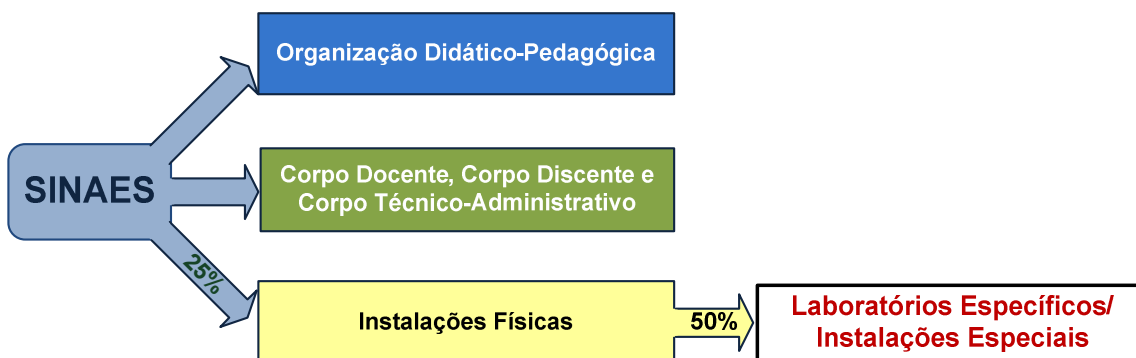 Organização Didático-Pedagógica
SINAES
Corpo Docente, Corpo Discente e
Corpo Técnico-Administrativo
25%
Instalações Físicas
50%
Laboratórios Específicos/
Instalações Especiais